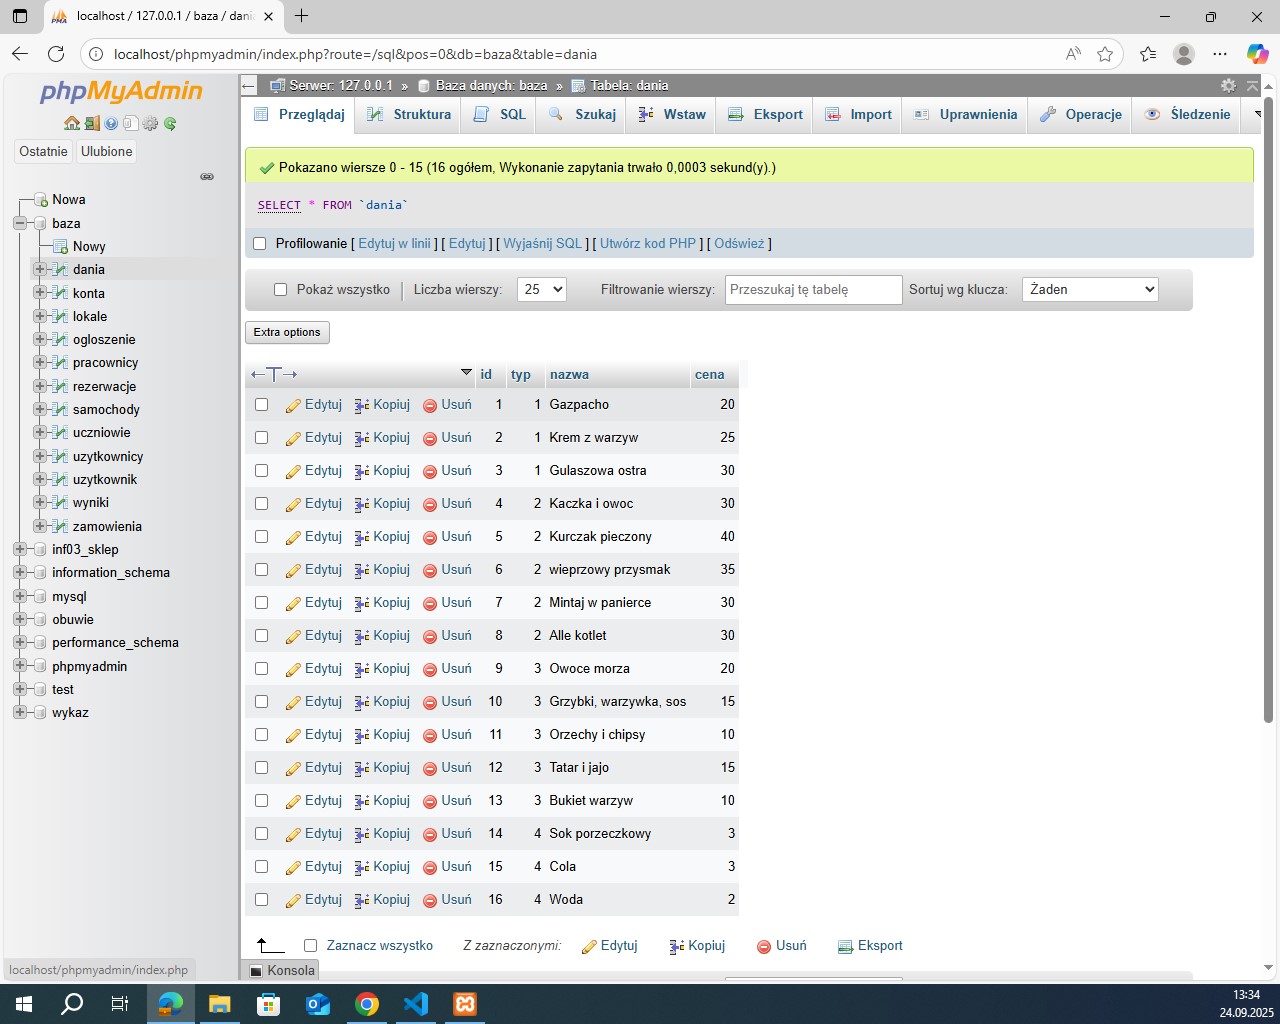 localhost / 127.0.0.1 / baza / dani
localhost/phpmyadmin/index.php?route=/sql&pos=0&db=baza&table=dania
phpMyAdmin
Ostatnie Ulubione
Nowa
baza
Nowy
dania
konta
lokale
ogloszenie
pracownicy
rezerwacje
samochody
uczniowie
uzytkownicy
uzytkownik
wyniki
zamowienia
inf03_sklep
information_schema
mysql
obuwie
performance_schema
phpmyadmin
test
wykaz
localhost/phpmyadmin/index.php
Serwer: 127.0.0.1 » Baza danych: baza » Tabela: dania
Przeglądaj Struktura SQL Szukaj Wstaw Eksport Import Uprawnienia Operacje Śledzenie
Pokazano wiersze 0 - 15 (16 ogółem, Wykonanie zapytania trwało 0,0003 sekund(y).)
SELECT * FROM `dania`
Profilowanie [ Edytuj w linii ] [ Edytuj ] [ Wyjaśnij SQL ] [ Utwórz kod PHP ] [ Odśwież ]
Pokaż wszystko | Liczba wierszy: 25 Filtrowanie wierszy: Przeszukaj tę tabelę Sortuj wg klucza: Żaden
Extra options
←T→ id typ nazwa cena
Edytuj Kopiuj Usuń 1 1 Gazpacho 20
Edytuj Kopiuj Usuń 2 1 Krem z warzyw 25
Edytuj Kopiuj Usuń 3 1 Gulaszowa ostra 30
Edytuj Kopiuj Usuń 4 2 Kaczka i owoc 30
Edytuj Kopiuj Usuń 5 2 Kurczak pieczony 40
Edytuj Kopiuj Usuń 6 2 wieprzowy przysmak 35
Edytuj Kopiuj Usuń 7 2 Mintaj w panierce 30
Edytuj Kopiuj Usuń 8 2 Alle kotlet 30
Edytuj Kopiuj Usuń 9 3 Owoce morza 20
Edytuj Kopiuj Usuń 10 3 Grzybki, warzywka, sos 15
Edytuj Kopiuj Usuń 11 3 Orzechy i chipsy 10
Edytuj Kopiuj Usuń 12 3 Tatar i jajo 15
Edytuj Kopiuj Usuń 13 3 Bukiet warzyw 10
Edytuj Kopiuj Usuń 14 4 Sok porzeczkowy 3
Edytuj Kopiuj Usuń 15 4 Cola 3
Edytuj Kopiuj Usuń 16 4 Woda 2
Zaznacz wszystko Z zaznaczonymi: Edytuj Kopiuj Usuń Eksport
Konsola
13:34
24.09.2025